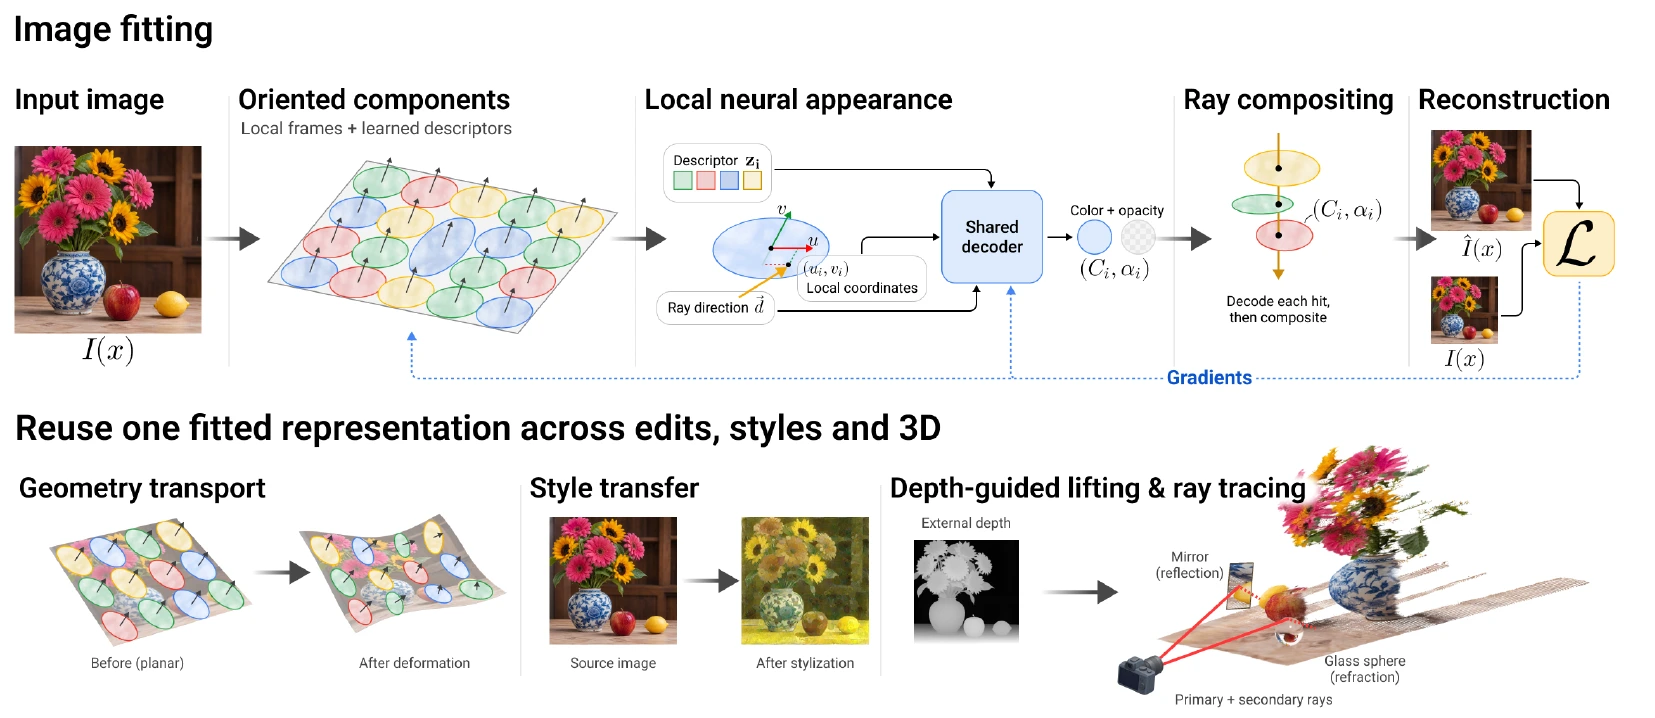 Image fitting
Input image
I(x)
Oriented components
Local frames + learned descriptors
Local neural appearance
Descriptor z_i
v
u
(u_i, v_i)
Local coordinates
Ray direction \vec{d}
Shared
decoder
Color + opacity
(C_i, α_i)
Ray compositing
(C_i, α_i)
Decode each hit,
then composite
Reconstruction
Î(x)
I(x)
ℒ
Gradients
Reuse one fitted representation across edits, styles and 3D
Geometry transport
Before (planar)
After deformation
Style transfer
Source image
After stylization
Depth-guided lifting & ray tracing
External depth
Mirror
(reflection)
Glass sphere
(refraction)
Primary + secondary rays